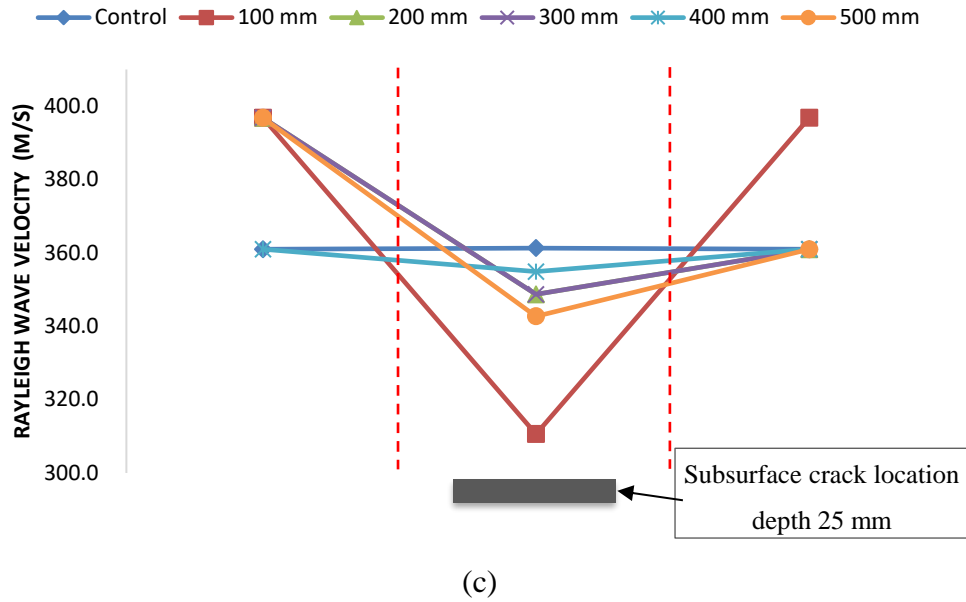 Control 100 mm 200 mm 300 mm 400 mm 500 mm
RAYLEIGH WAVE VELOCITY (M/S)
400.0
380.0
360.0
340.0
320.0
300.0
Subsurface crack location
depth 25 mm
(c)